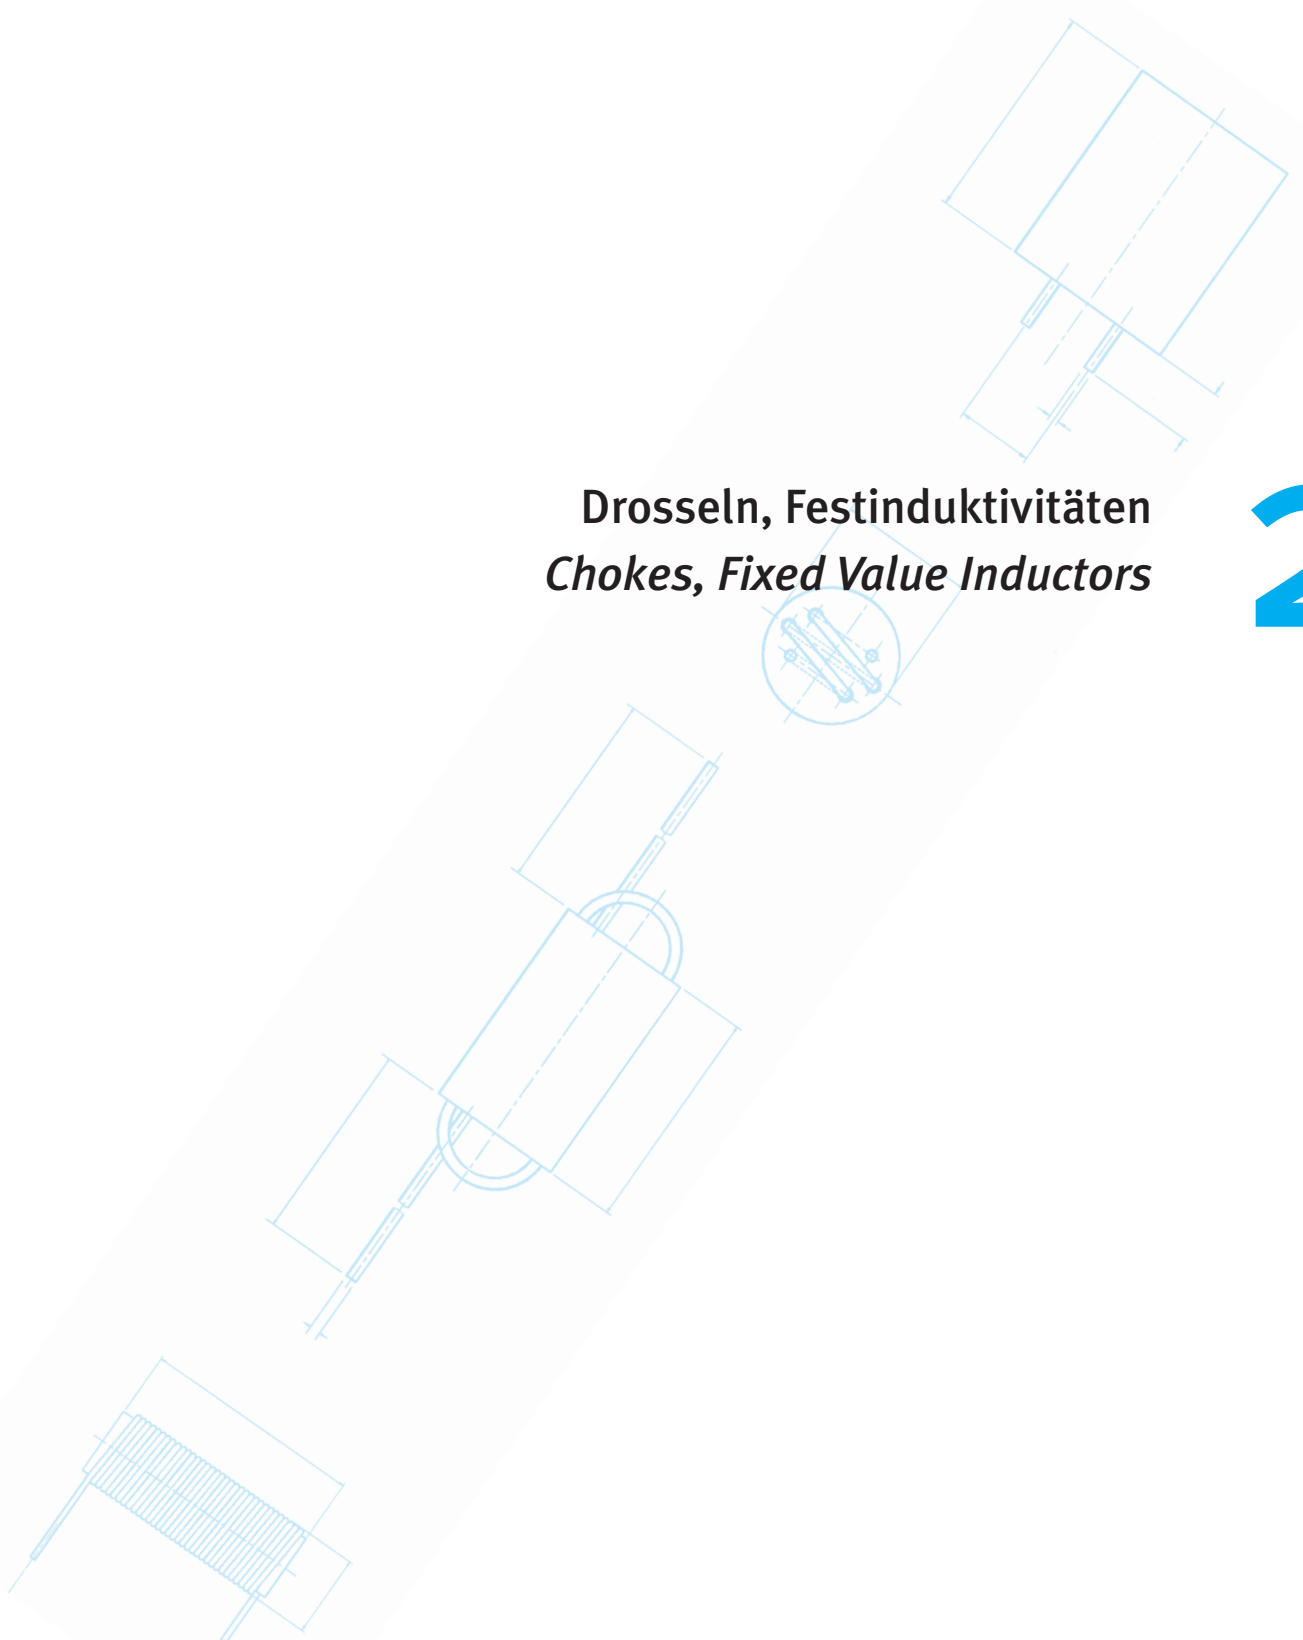 Drosseln, Festinduktivitäten
Chokes, Fixed Value Inductors
2